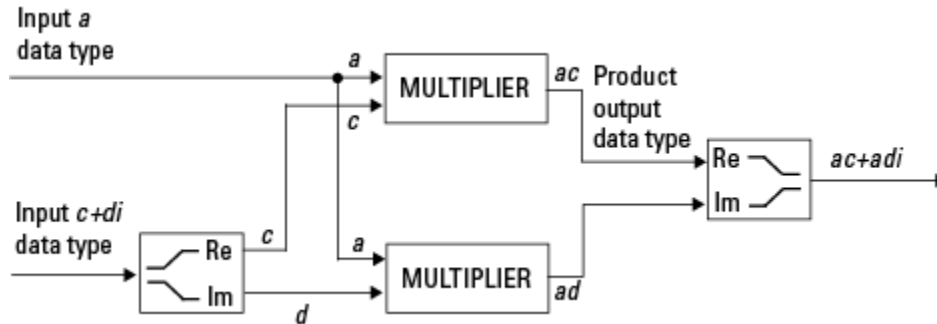 Input a
data type
a
MULTIPLIER
ac
Product
output
data type
c
Re
Im
ac+adi
Input c+di
data type
Re
Im
c
d
a
MULTIPLIER
ad